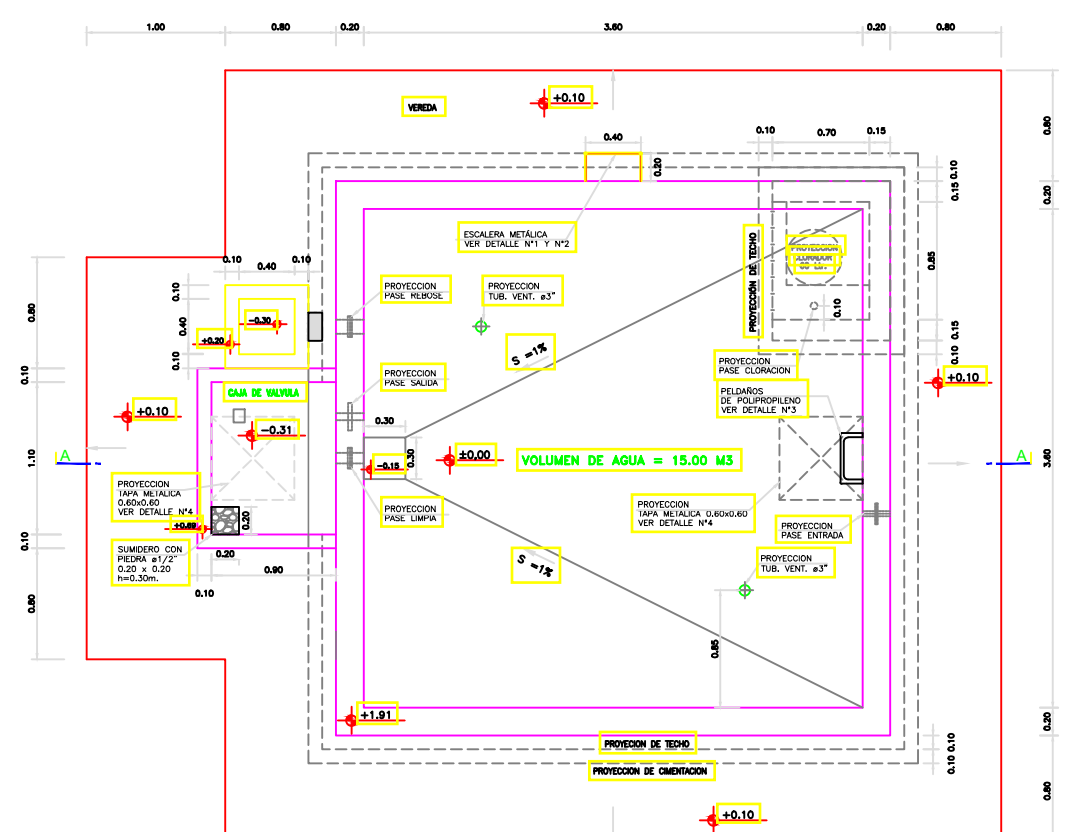 1.00
0.80
0.20
3.60
0.20
0.80
VEREDA
+0.10
0.80
0.40
0.20
0.10
0.70
0.15
0.10
0.15
0.20
ESCALERA METÁLICA
VER DETALLE N°1 Y N°2
PROYECCIÓN DE TECHO
PROYECCION
CLORADOR
0.85
0.10
0.40
0.10
PROYECCION
PASE REBOSE
PROYECCION
TUB. VENT. ø3"
0.10
0.80
0.40
-0.30
+0.20
0.10
0.10
S =1%
0.10
0.15
0.10
PROYECCION
PASE CLORACION
PROYECCION
PASE SALIDA
+0.10
CAJA DE VALVULA
PELDAÑOS
DE POLIPROPILENO
VER DETALLE N°3
+0.10
-0.31
0.30
0.30
A
1.10
-0.15
±0.00
VOLUMEN DE AGUA = 15.00 M3
A
3.60
PROYECCION
TAPA METALICA
0.60x0.60
VER DETALLE N°4
PROYECCION
PASE LIMPIA
PROYECCION
TAPA METALICA 0.60x0.60
VER DETALLE N°4
+0.69
0.20
PROYECCION
PASE ENTRADA
0.10
SUMIDERO CON
PIEDRA ø1/2"
0.20 x 0.20
h=0.30m.
0.20
0.90
0.10
S =1%
PROYECCION
TUB. VENT. ø3"
0.80
0.85
+1.91
0.20
PROYECION DE TECHO
0.10
0.10
PROYECCION DE CIMENTACION
0.80
+0.10